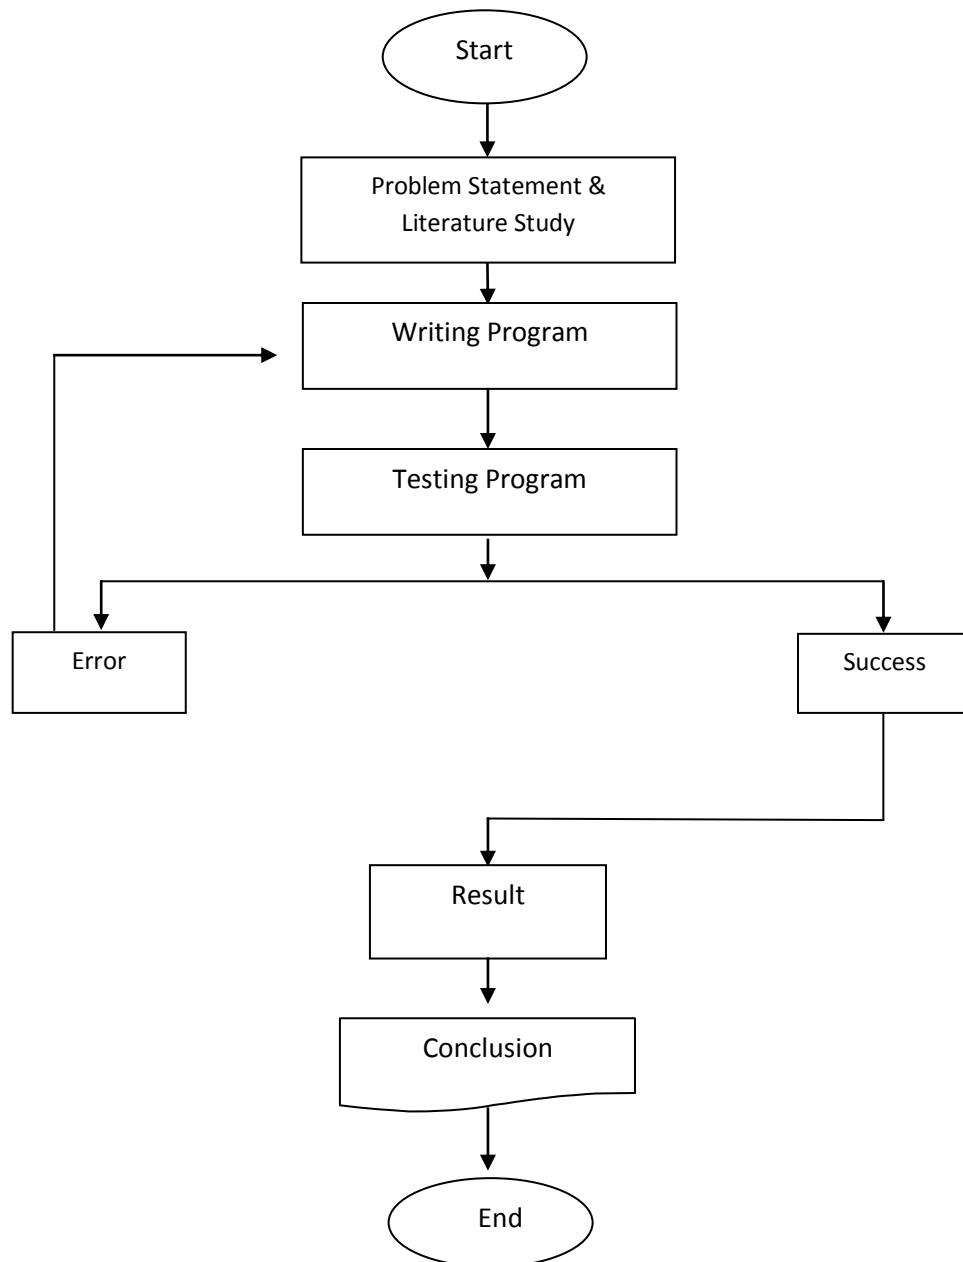 Start
Problem Statement &
Literature Study
Writing Program
Testing Program
Error
Success
Result
Conclusion
End